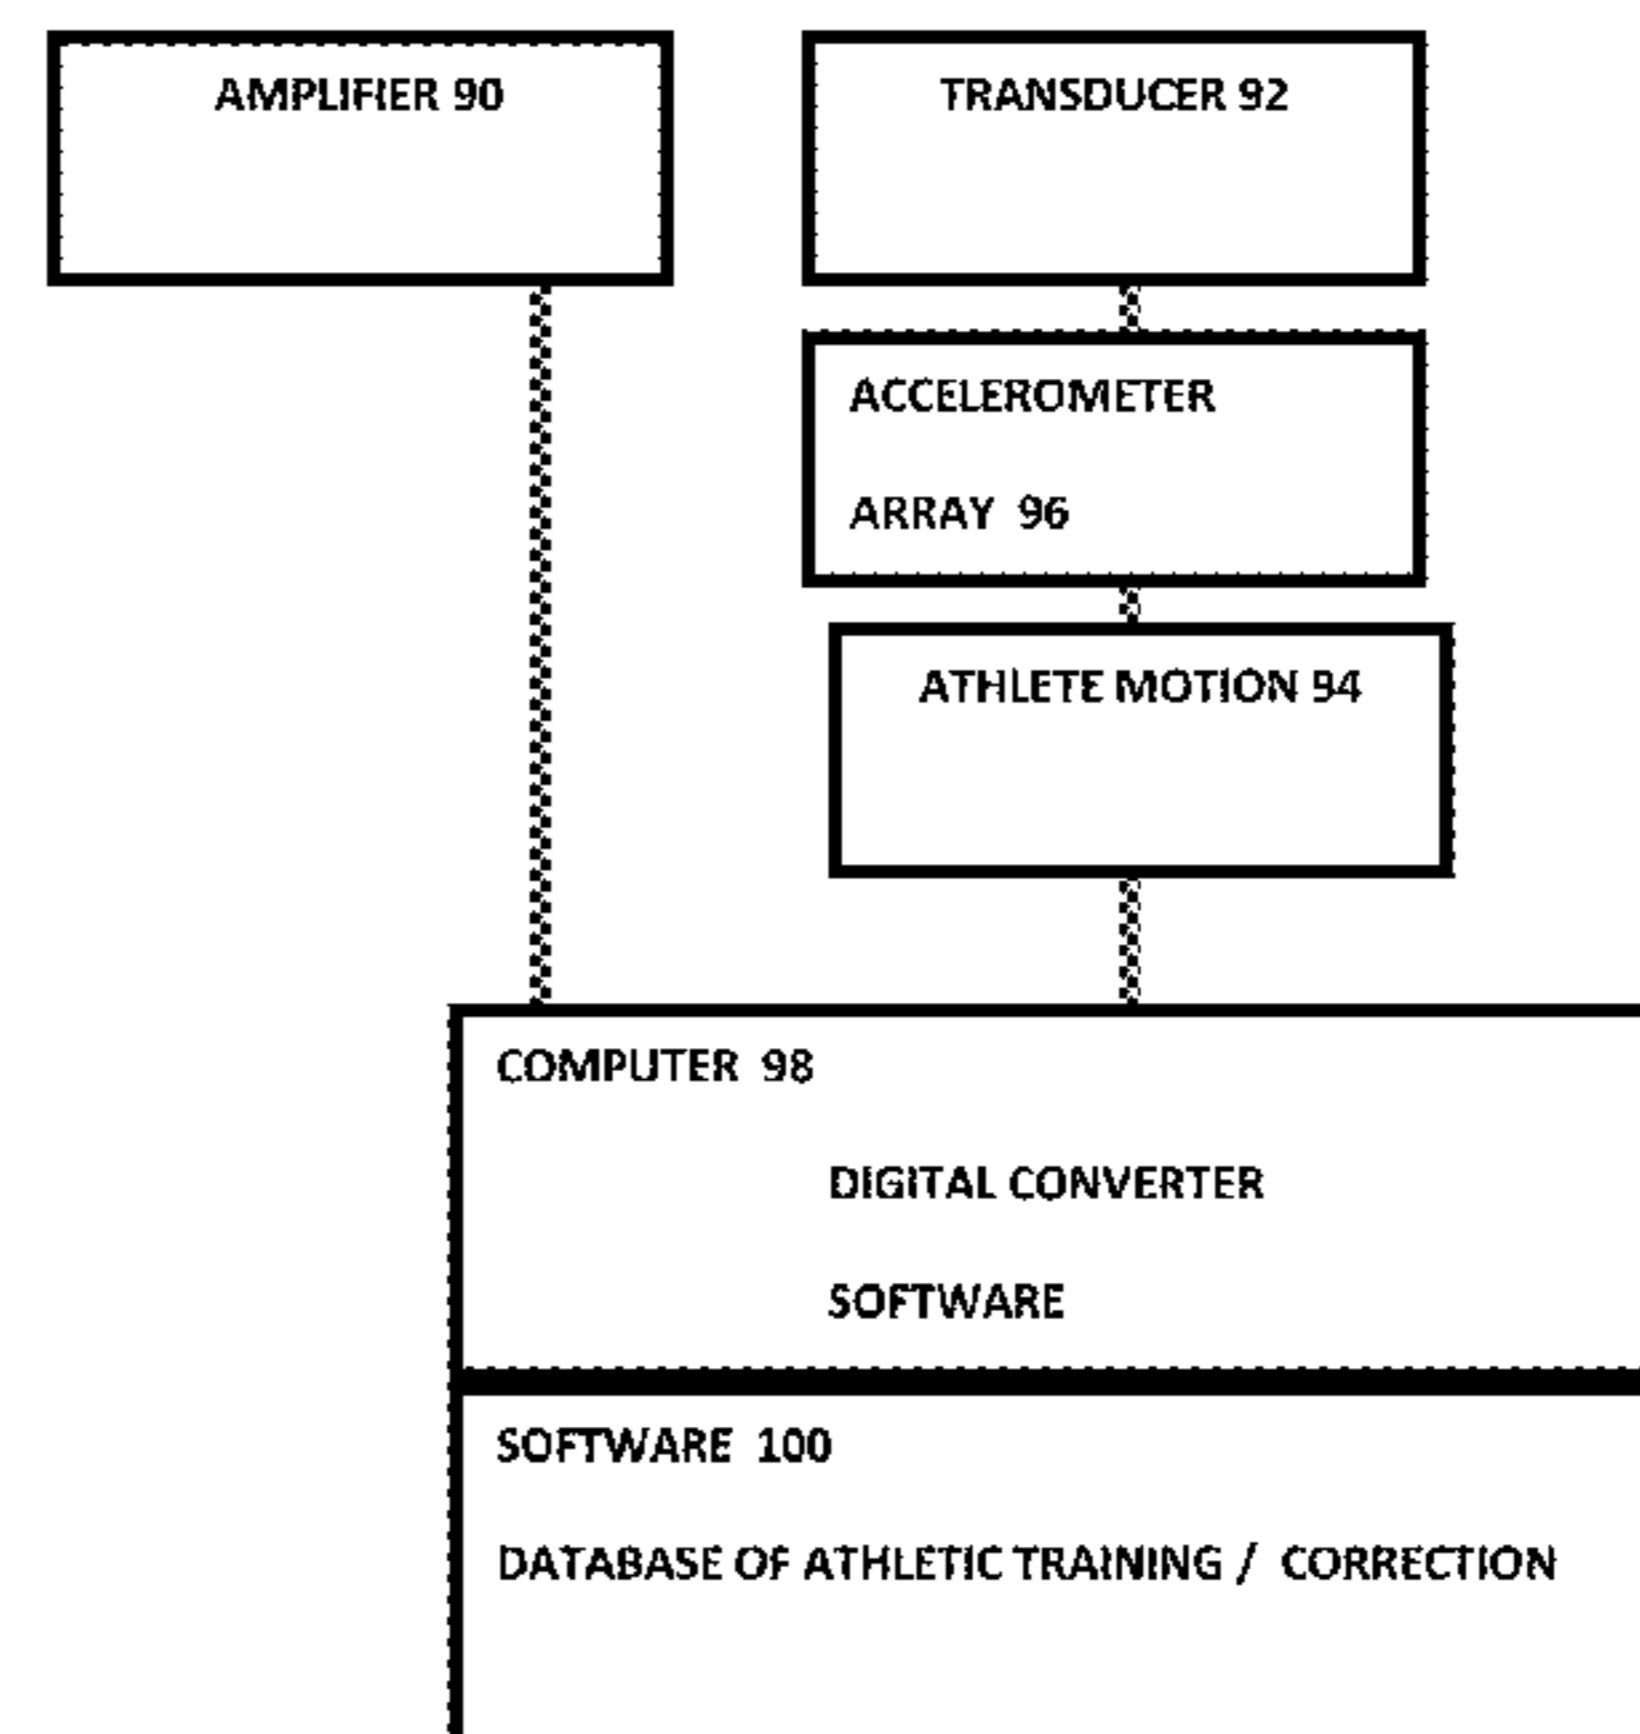 AMPLIFIER 90
TRANSDUCER 92
ACCELEROMETER
ARRAY 96
ATHLETE MOTION 94
COMPUTER 98
DIGITAL CONVERTER
SOFTWARE
SOFTWARE 100
DATABASE OF ATHLETIC TRAINING / CORRECTION